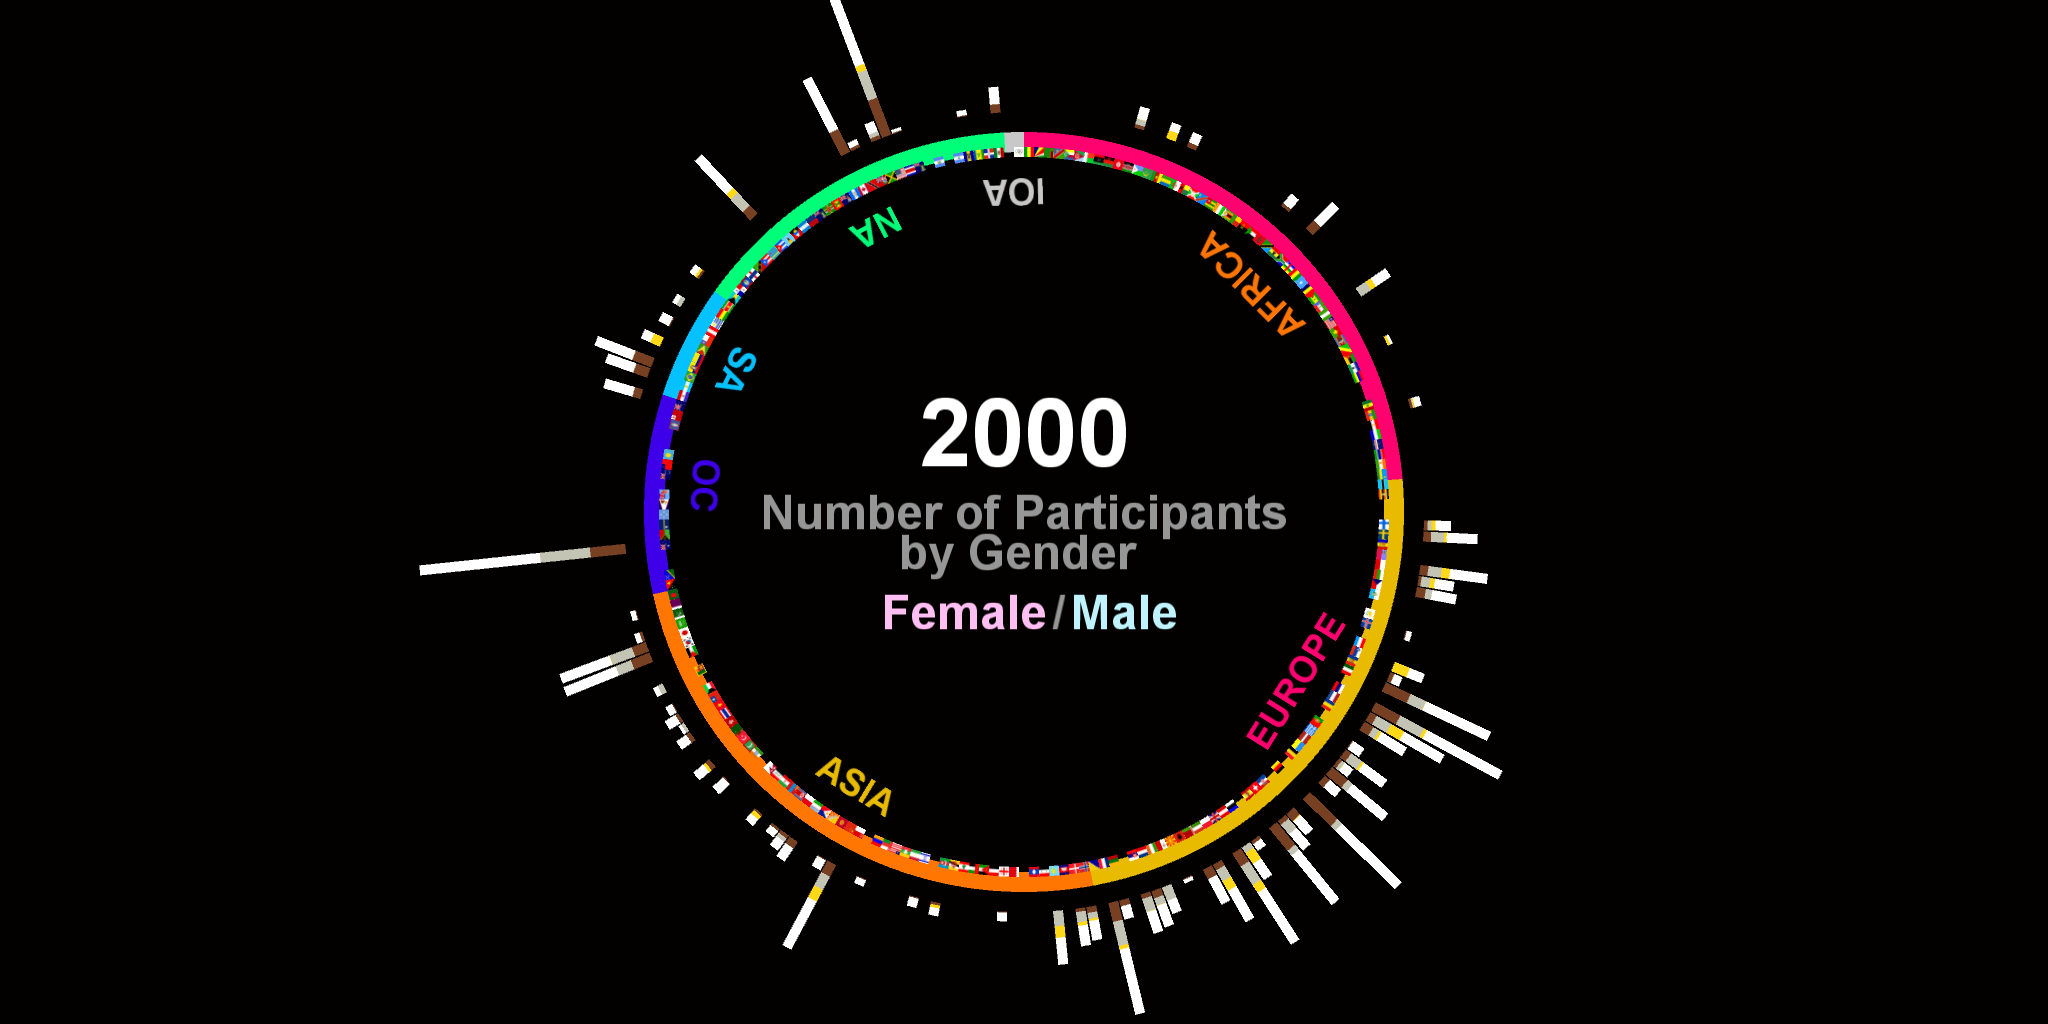 IOA
NA
AFRICA
SA
2000
OC
Number of Participants
by Gender
Female/Male
EUROPE
ASIA